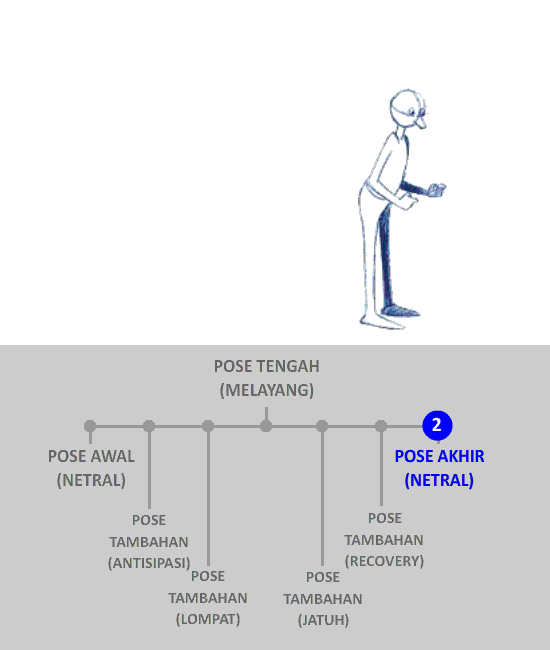 POSE TENGAH
(MELAYANG)
2
POSE AWAL
(NETRAL)
POSE AKHIR
(NETRAL)
POSE
TAMBAHAN
(ANTISIPASI)
POSE
TAMBAHAN
(LOMPAT)
POSE
TAMBAHAN
(JATUH)
POSE
TAMBAHAN
(RECOVERY)